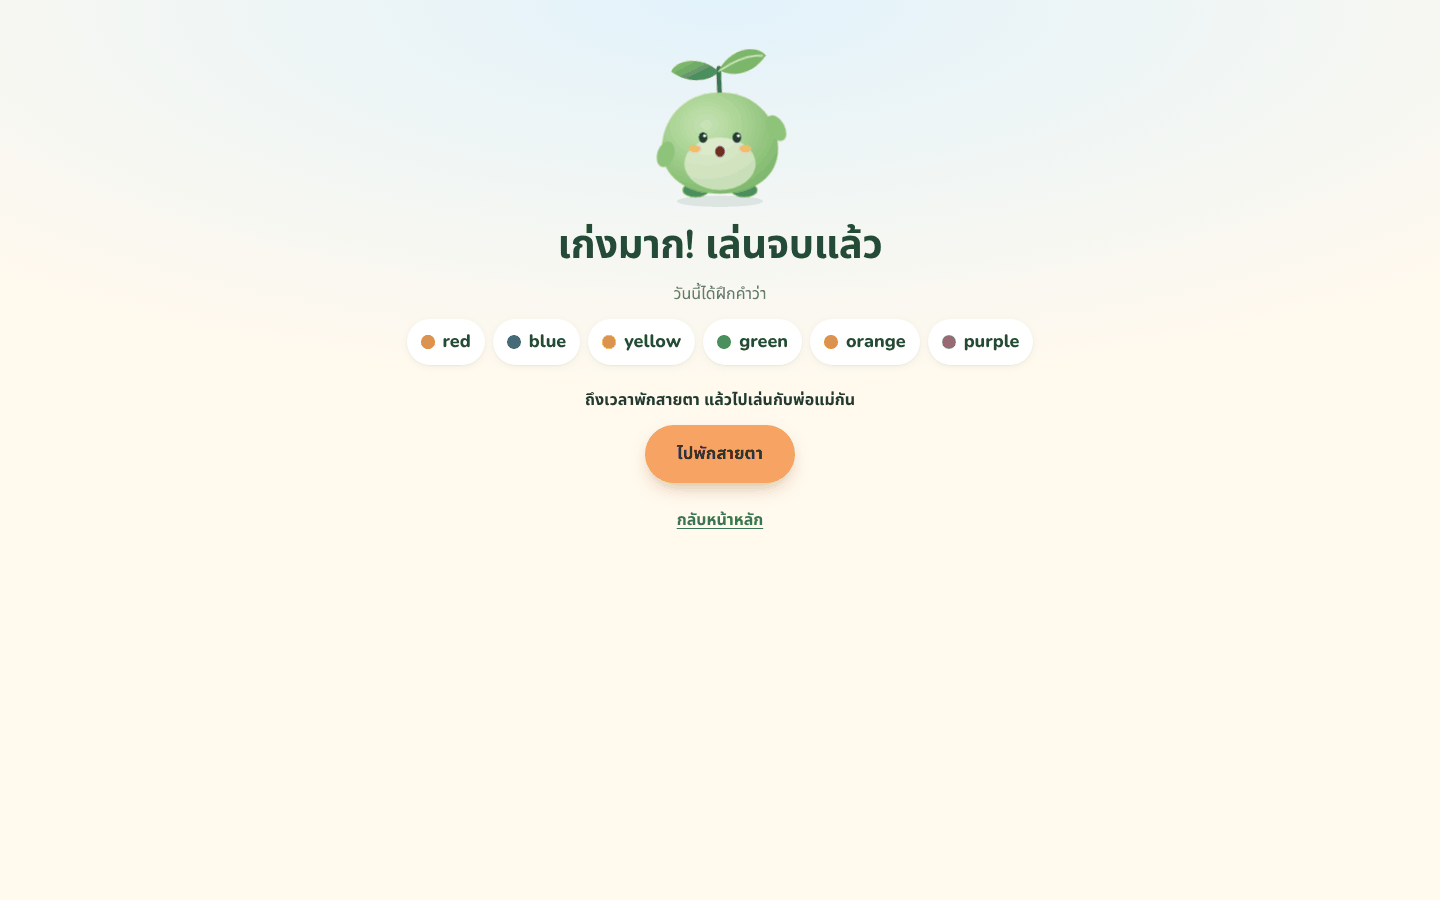 เก่งมาก! เล่นจบแล้ว
วันนี้ได้ฝึกคำว่า
red blue yellow green orange purple
ถึงเวลาพักสายตา แล้วไปเล่นกับพ่อแม่กัน
ไปพักสายตา
กลับหน้าหลัก